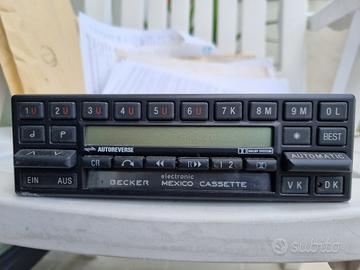 1 U 2 U 3 U 4 U 5 U 6 U 7 K 8 M 9 M 0 L
BEST
AUTOREVERSE DOLBY SYSTEM
CR R 1 2 AUTOMATIC
EIN AUS electronic
BECKER MEXICO CASSETTE VK DK
subito